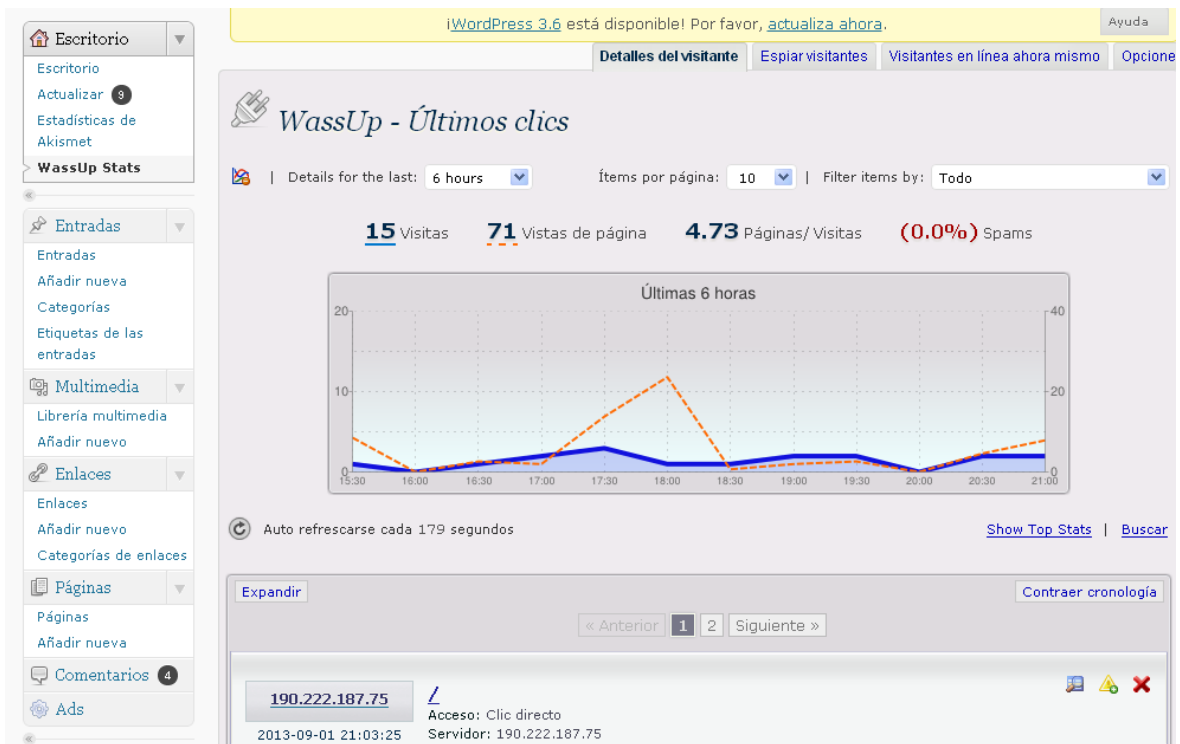 ¡WordPress 3.6 está disponible! Por favor, actualiza ahora.
Ayuda
Detalles del visitante
Espiar visitantes
Visitantes en línea ahora mismo
Opcione
Escritorio
Escritorio
Actualizar 9
Estadísticas de
Akismet
WassUp Stats
Entradas
Entradas
Añadir nueva
Categorías
Etiquetas de las
entradas
Multimedia
Librería multimedia
Añadir nuevo
Enlaces
Enlaces
Añadir nuevo
Categorías de enlaces
Páginas
Páginas
Añadir nueva
Comentarios 4
Ads
WassUp - Últimos clics
| Details for the last: 6 hours Ítems por página: 10 | Filter items by: Todo
15 Visitas 71 Vistas de página 4.73 Páginas/ Visitas (0.0%) Spams
Últimas 6 horas
20 40
10 20
0 0
15:30 16:00 16:30 17:00 17:30 18:00 18:30 19:00 19:30 20:00 20:30 21:00
Auto refrescarse cada 179 segundos
Show Top Stats | Buscar
Expandir
Contraer cronología
« Anterior 1 2 Siguiente »
190.222.187.75
/
Acceso: Clic directo
2013-09-01 21:03:25
Servidor: 190.222.187.75